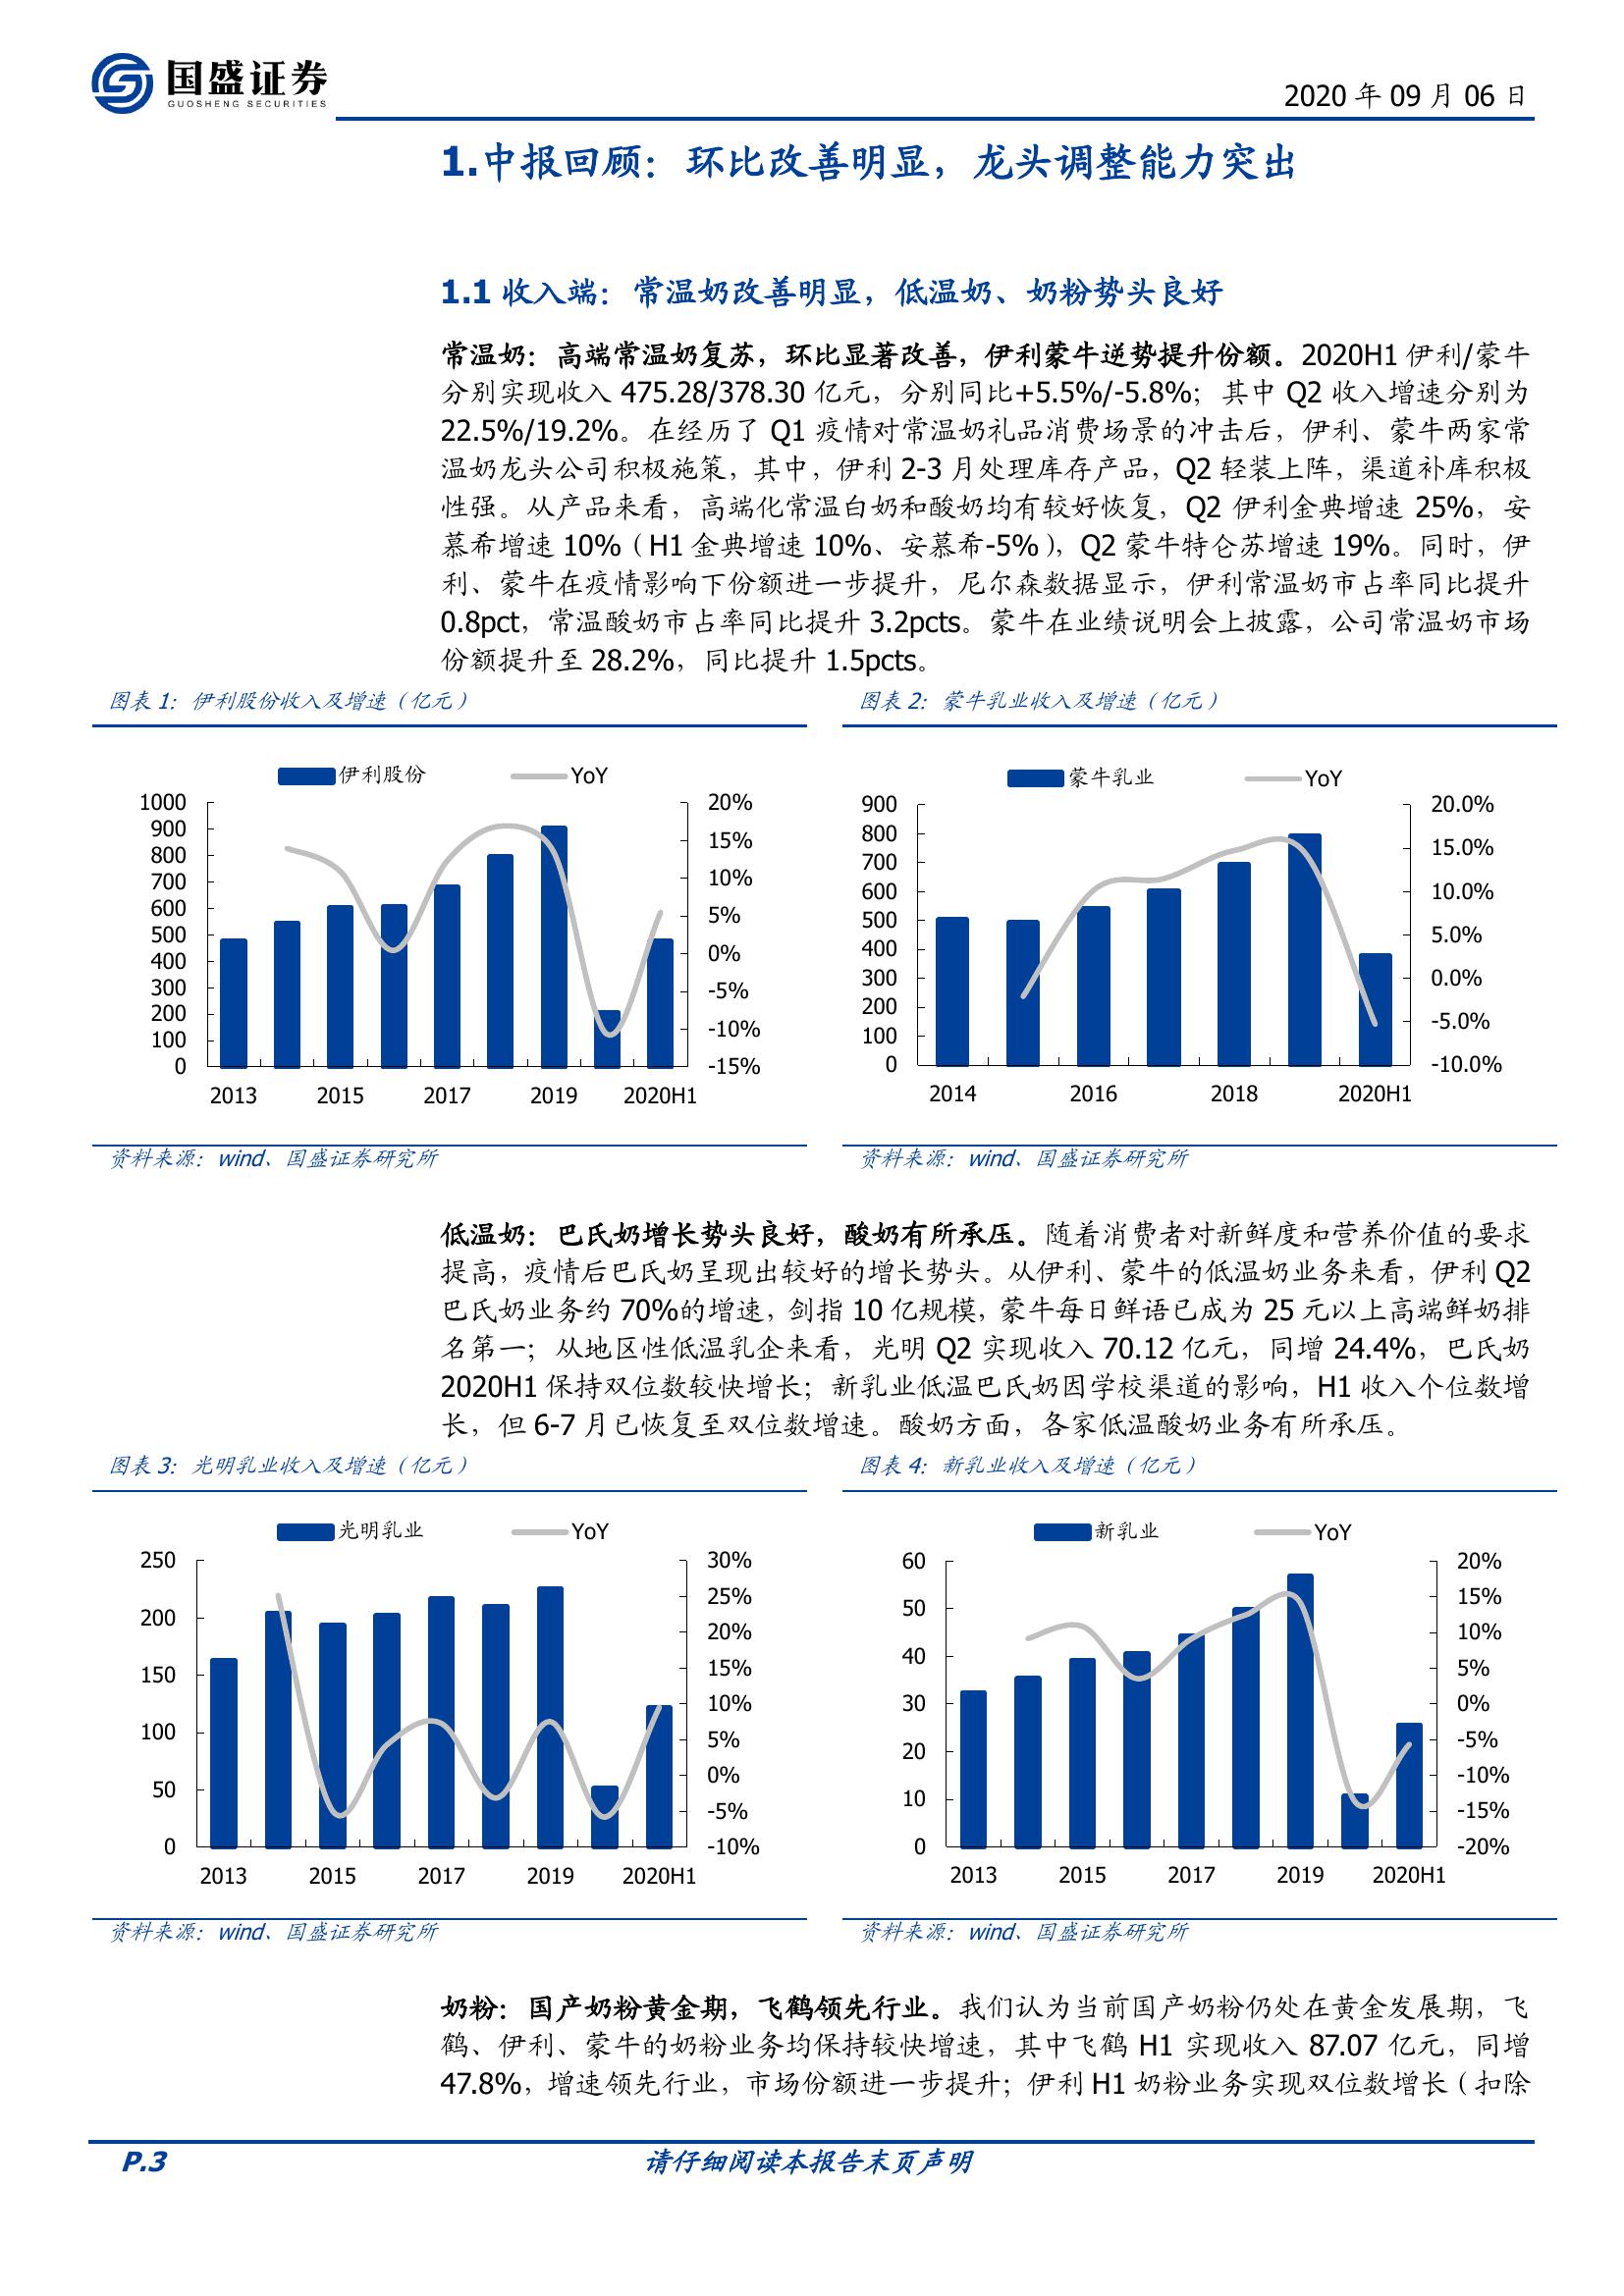 国盛证券
GUOSHENG SECURITIES
2020 年 09 月 06 日
1.中报回顾：环比改善明显，龙头调整能力突出
1.1 收入端：常温奶改善明显，低温奶、奶粉势头良好
常温奶：高端常温奶复苏，环比显著改善，伊利蒙牛逆势提升份额。2020H1 伊利/蒙牛
分别实现收入 475.28/378.30 亿元，分别同比+5.5%/-5.8%；其中 Q2 收入增速分别为
22.5%/19.2%。在经历了 Q1 疫情对常温奶礼品消费场景的冲击后，伊利、蒙牛两家常
温奶龙头公司积极施策，其中，伊利 2-3 月处理库存产品，Q2 轻装上阵，渠道补库积极
性强。从产品来看，高端化常温白奶和酸奶均有较好恢复，Q2 伊利金典增速 25%，安
慕希增速 10%（H1 金典增速 10%、安慕希-5%），Q2 蒙牛特仑苏增速 19%。同时，伊
利、蒙牛在疫情影响下份额进一步提升，尼尔森数据显示，伊利常温奶市占率同比提升
0.8pct，常温酸奶市占率同比提升 3.2pcts。蒙牛在业绩说明会上披露，公司常温奶市场
份额提升至 28.2%，同比提升 1.5pcts。
图表 1：伊利股份收入及增速（亿元）
伊利股份 YoY
1000
900
800
700
600
500
400
300
200
100
0
20%
15%
10%
5%
0%
-5%
-10%
-15%
2013 2015 2017 2019 2020H1
资料来源：wind、国盛证券研究所
图表 2：蒙牛乳业收入及增速（亿元）
蒙牛乳业 YoY
900
800
700
600
500
400
300
200
100
0
20.0%
15.0%
10.0%
5.0%
0.0%
-5.0%
-10.0%
2014 2016 2018 2020H1
资料来源：wind、国盛证券研究所
低温奶：巴氏奶增长势头良好，酸奶有所承压。随着消费者对新鲜度和营养价值的要求
提高，疫情后巴氏奶呈现出较好的增长势头。从伊利、蒙牛的低温奶业务来看，伊利 Q2
巴氏奶业务约 70%的增速，剑指 10 亿规模，蒙牛每日鲜语已成为 25 元以上高端鲜奶排
名第一；从地区性低温乳企来看，光明 Q2 实现收入 70.12 亿元，同增 24.4%，巴氏奶
2020H1 保持双位数较快增长；新乳业低温巴氏奶因学校渠道的影响，H1 收入个位数增
长，但 6-7 月已恢复至双位数增速。酸奶方面，各家低温酸奶业务有所承压。
图表 3：光明乳业收入及增速（亿元）
光明乳业 YoY
250
200
150
100
50
0
30%
25%
20%
15%
10%
5%
0%
-5%
-10%
2013 2015 2017 2019 2020H1
资料来源：wind、国盛证券研究所
图表 4：新乳业收入及增速（亿元）
新乳业 YoY
60
50
40
30
20
10
0
20%
15%
10%
5%
0%
-5%
-10%
-15%
-20%
2013 2015 2017 2019 2020H1
资料来源：wind、国盛证券研究所
奶粉：国产奶粉黄金期，飞鹤领先行业。我们认为当前国产奶粉仍处在黄金发展期，飞
鹤、伊利、蒙牛的奶粉业务均保持较快增速，其中飞鹤 H1 实现收入 87.07 亿元，同增
47.8%，增速领先行业，市场份额进一步提升；伊利 H1 奶粉业务实现双位数增长（扣除
P.3
请仔细阅读本报告末页声明